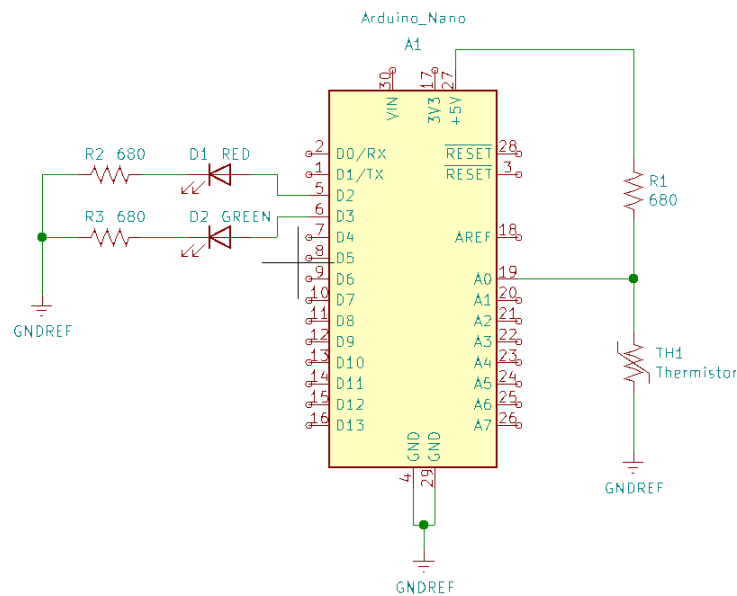 Arduino_Nano
A1
30
17
27
VIN
3V3
+5V
R2 680
D1 RED
2
D0/RX
RESET
28
1
D1/TX
RESET
3
R1
680
5
D2
R3 680
D2 GREEN
6
D3
7
D4
AREF
18
8
D5
9
D6
A0
19
10
D7
A1
20
11
D8
A2
21
12
D9
A3
22
13
D10
A4
23
14
D11
A5
24
15
D12
A6
25
16
D13
A7
26
GNDREF
TH1
Thermistor
GND
GND
4
29
GNDREF
GNDREF